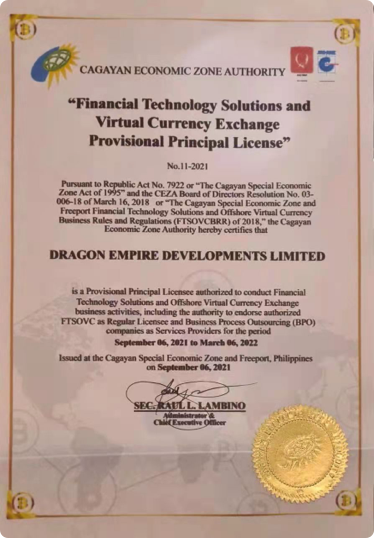 CAGAYAN ECONOMIC ZONE AUTHORITY
“Financial Technology Solutions and
Virtual Currency Exchange
Provisional Principal License”
No.11-2021
Pursuant to Republic Act No. 7922 or “The Cagayan Special Economic
Zone Act of 1995” and the CEZA Board of Directors Resolution No. 03-
006-18 of March 16, 2018 or “The Cagayan Special Economic Zone and
Freeport Financial Technology Solutions and Offshore Virtual Currency
Business Rules and Regulations (FTSOVCBRR) of 2018,” the Cagayan
Economic Zone Authority hereby certifies that
DRAGON EMPIRE DEVELOPMENTS LIMITED
is a Provisional Principal Licensee authorized to conduct Financial
Technology Solutions and Offshore Virtual Currency Exchange
business activities, including the authority to endorse authorized
FTSOVC as Regular Licensee and Business Process Outsourcing (BPO)
companies as Services Providers for the period
September 06, 2021 to March 06, 2022
Issued at the Cagayan Special Economic Zone and Freeport, Philippines
on September 06, 2021
SEC. RAUL L. LAMBINO
Administrator &
Chief Executive Officer